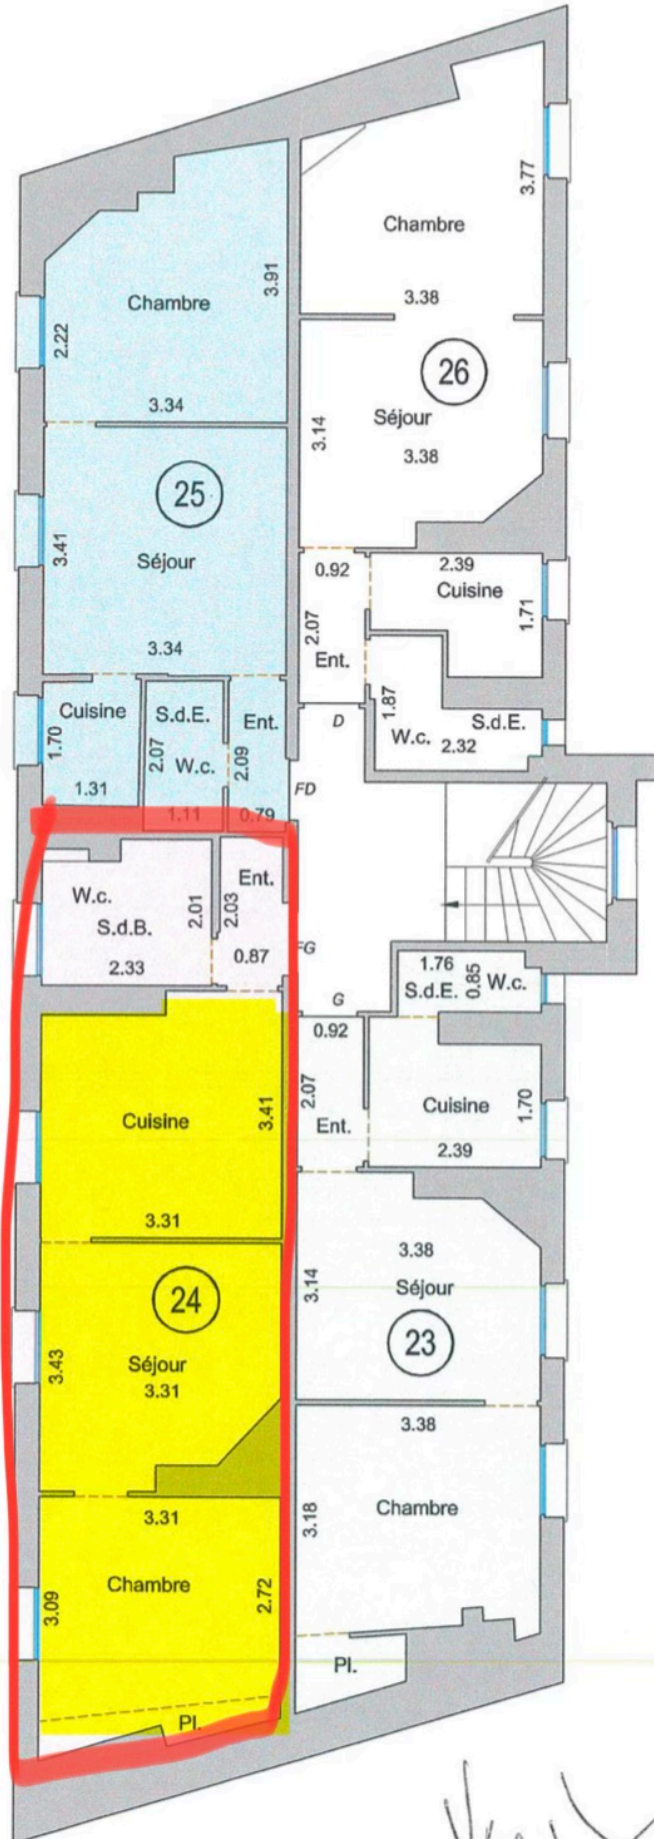 Chambre
3.77
3.38
Chambre
3.91
2.22
3.34
26
Séjour
3.14
3.38
25
3.41
Séjour
3.34
0.92
2.39
Cuisine
1.71
2.07
Ent.
1.87
W.c.
S.d.E.
2.32
Cuisine
1.70
1.31
S.d.E.
2.07
W.c.
1.11
Ent.
2.09
0.79
D
FD
W.c.
S.d.B.
2.01
2.33
Ent.
2.03
0.87
FG
G
1.76
S.d.E.
0.85
W.c.
0.92
2.07
Ent.
Cuisine
1.70
2.39
Cuisine
3.41
3.31
24
3.43
Séjour
3.31
3.38
3.14
Séjour
23
3.38
3.31
Chambre
3.09
2.72
Pl.
3.18
Chambre
Pl.